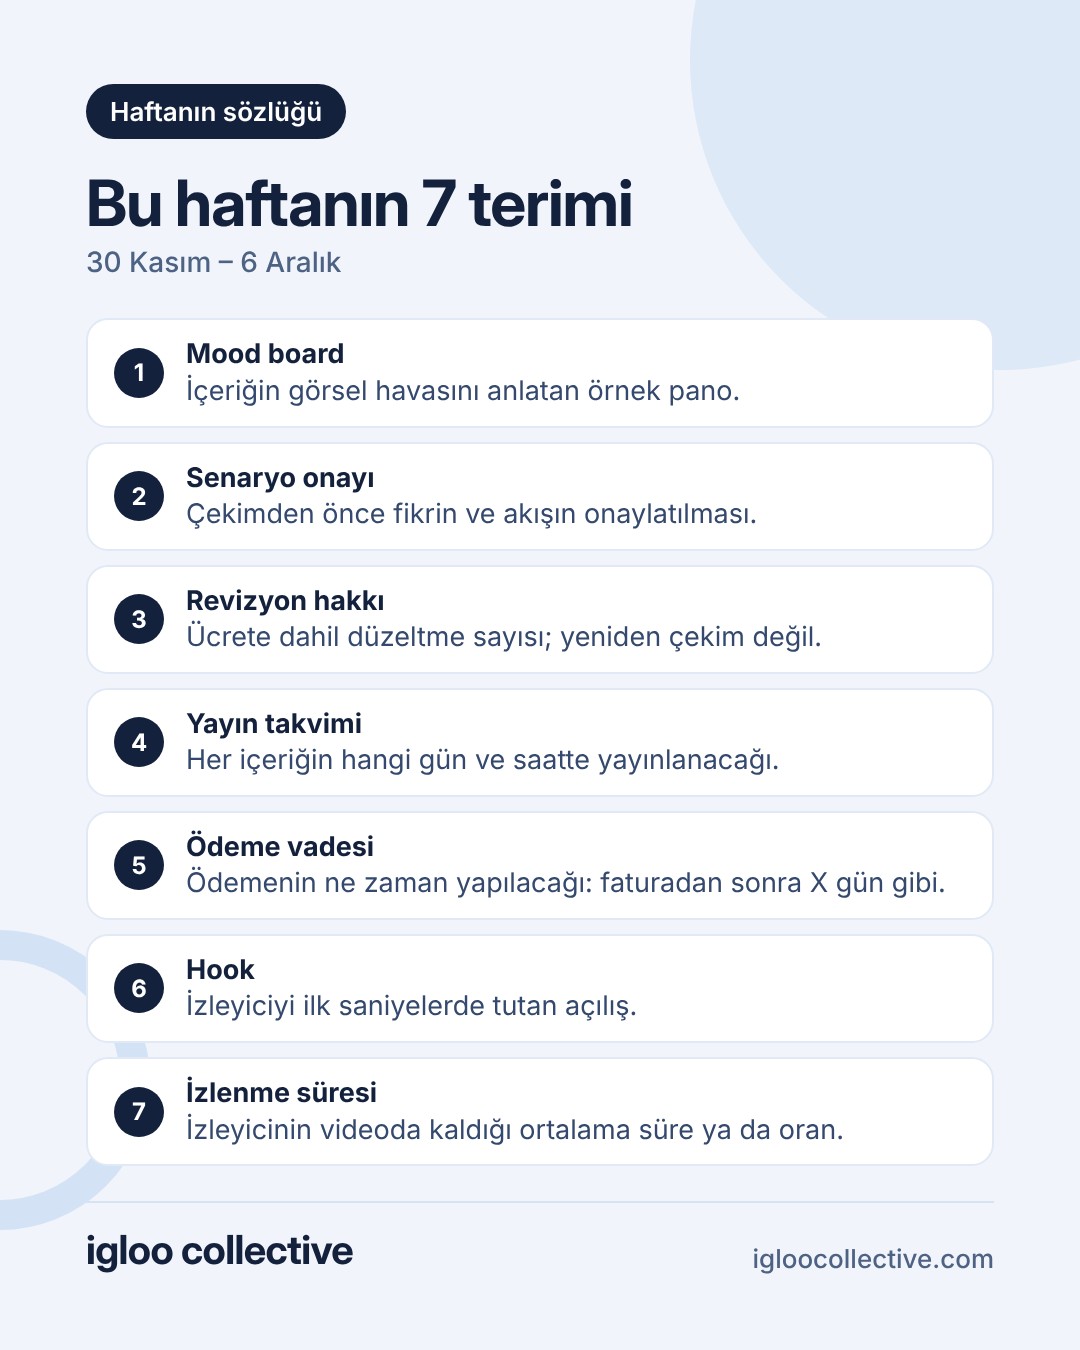 Haftanın sözlüğü
Bu haftanın 7 terimi
30 Kasım – 6 Aralık
1
Mood board
İçeriğin görsel havasını anlatan örnek pano.
2
Senaryo onayı
Çekimden önce fikrin ve akışın onaylatılması.
3
Revizyon hakkı
Ücrete dahil düzeltme sayısı; yeniden çekim değil.
4
Yayın takvimi
Her içeriğin hangi gün ve saatte yayınlanacağı.
5
Ödeme vadesi
Ödemenin ne zaman yapılacağı: faturadan sonra X gün gibi.
6
Hook
İzleyiciyi ilk saniyelerde tutan açılış.
7
İzlenme süresi
İzleyicinin videoda kaldığı ortalama süre ya da oran.
igloo collective
igloocollective.com